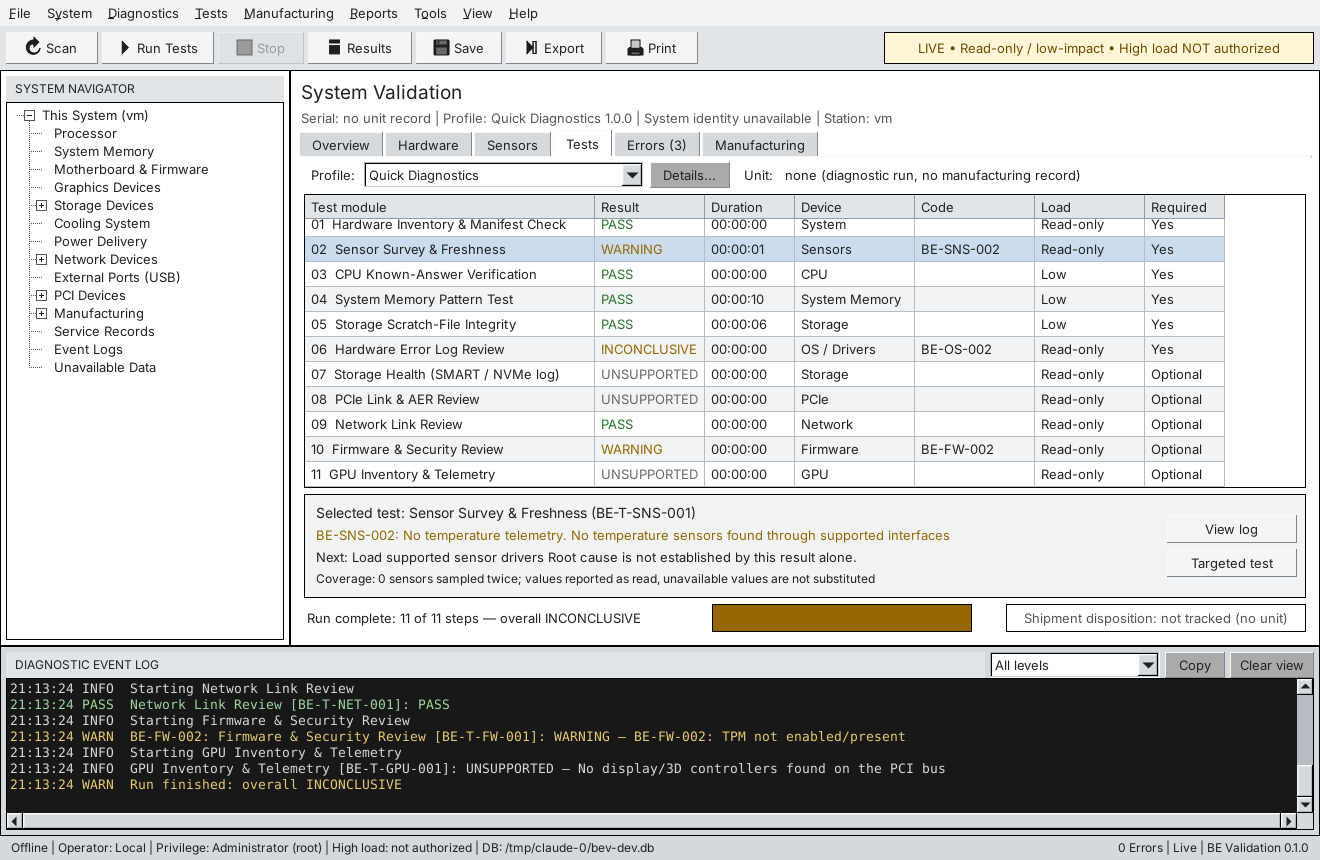 File System Diagnostics Tests Manufacturing Reports Tools View Help
Scan Run Tests Stop Results Save Export Print LIVE • Read-only / low-impact • High load NOT authorized
SYSTEM NAVIGATOR
This System (vm)
Processor
System Memory
Motherboard & Firmware
Graphics Devices
Storage Devices
Cooling System
Power Delivery
Network Devices
External Ports (USB)
PCI Devices
Manufacturing
Service Records
Event Logs
Unavailable Data
System Validation
Serial: no unit record | Profile: Quick Diagnostics 1.0.0 | System identity unavailable | Station: vm
Overview Hardware Sensors Tests Errors (3) Manufacturing
Profile: Quick Diagnostics Details... Unit: none (diagnostic run, no manufacturing record)
Test module Result Duration Device Code Load Required
01 Hardware Inventory & Manifest Check PASS 00:00:00 System Read-only Yes
02 Sensor Survey & Freshness WARNING 00:00:01 Sensors BE-SNS-002 Read-only Yes
03 CPU Known-Answer Verification PASS 00:00:00 CPU Low Yes
04 System Memory Pattern Test PASS 00:00:10 System Memory Low Yes
05 Storage Scratch-File Integrity PASS 00:00:06 Storage Low Yes
06 Hardware Error Log Review INCONCLUSIVE 00:00:00 OS / Drivers BE-OS-002 Read-only Yes
07 Storage Health (SMART / NVMe log) UNSUPPORTED 00:00:00 Storage Read-only Optional
08 PCIe Link & AER Review UNSUPPORTED 00:00:00 PCIe Read-only Optional
09 Network Link Review PASS 00:00:00 Network Read-only Optional
10 Firmware & Security Review WARNING 00:00:00 Firmware BE-FW-002 Read-only Optional
11 GPU Inventory & Telemetry UNSUPPORTED 00:00:00 GPU Read-only Optional
Selected test: Sensor Survey & Freshness (BE-T-SNS-001)
BE-SNS-002: No temperature telemetry. No temperature sensors found through supported interfaces
Next: Load supported sensor drivers Root cause is not established by this result alone.
Coverage: 0 sensors sampled twice; values reported as read, unavailable values are not substituted
View log
Targeted test
Run complete: 11 of 11 steps — overall INCONCLUSIVE Shipment disposition: not tracked (no unit)
DIAGNOSTIC EVENT LOG All levels Copy Clear view
21:13:24 INFO Starting Network Link Review
21:13:24 PASS Network Link Review [BE-T-NET-001]: PASS
21:13:24 INFO Starting Firmware & Security Review
21:13:24 WARN BE-FW-002: Firmware & Security Review [BE-T-FW-001]: WARNING — BE-FW-002: TPM not enabled/present
21:13:24 INFO Starting GPU Inventory & Telemetry
21:13:24 INFO GPU Inventory & Telemetry [BE-T-GPU-001]: UNSUPPORTED — No display/3D controllers found on the PCI bus
21:13:24 WARN Run finished: overall INCONCLUSIVE
Offline | Operator: Local | Privilege: Administrator (root) | High load: not authorized | DB: /tmp/claude-0/bev-dev.db 0 Errors | Live | BE Validation 0.1.0